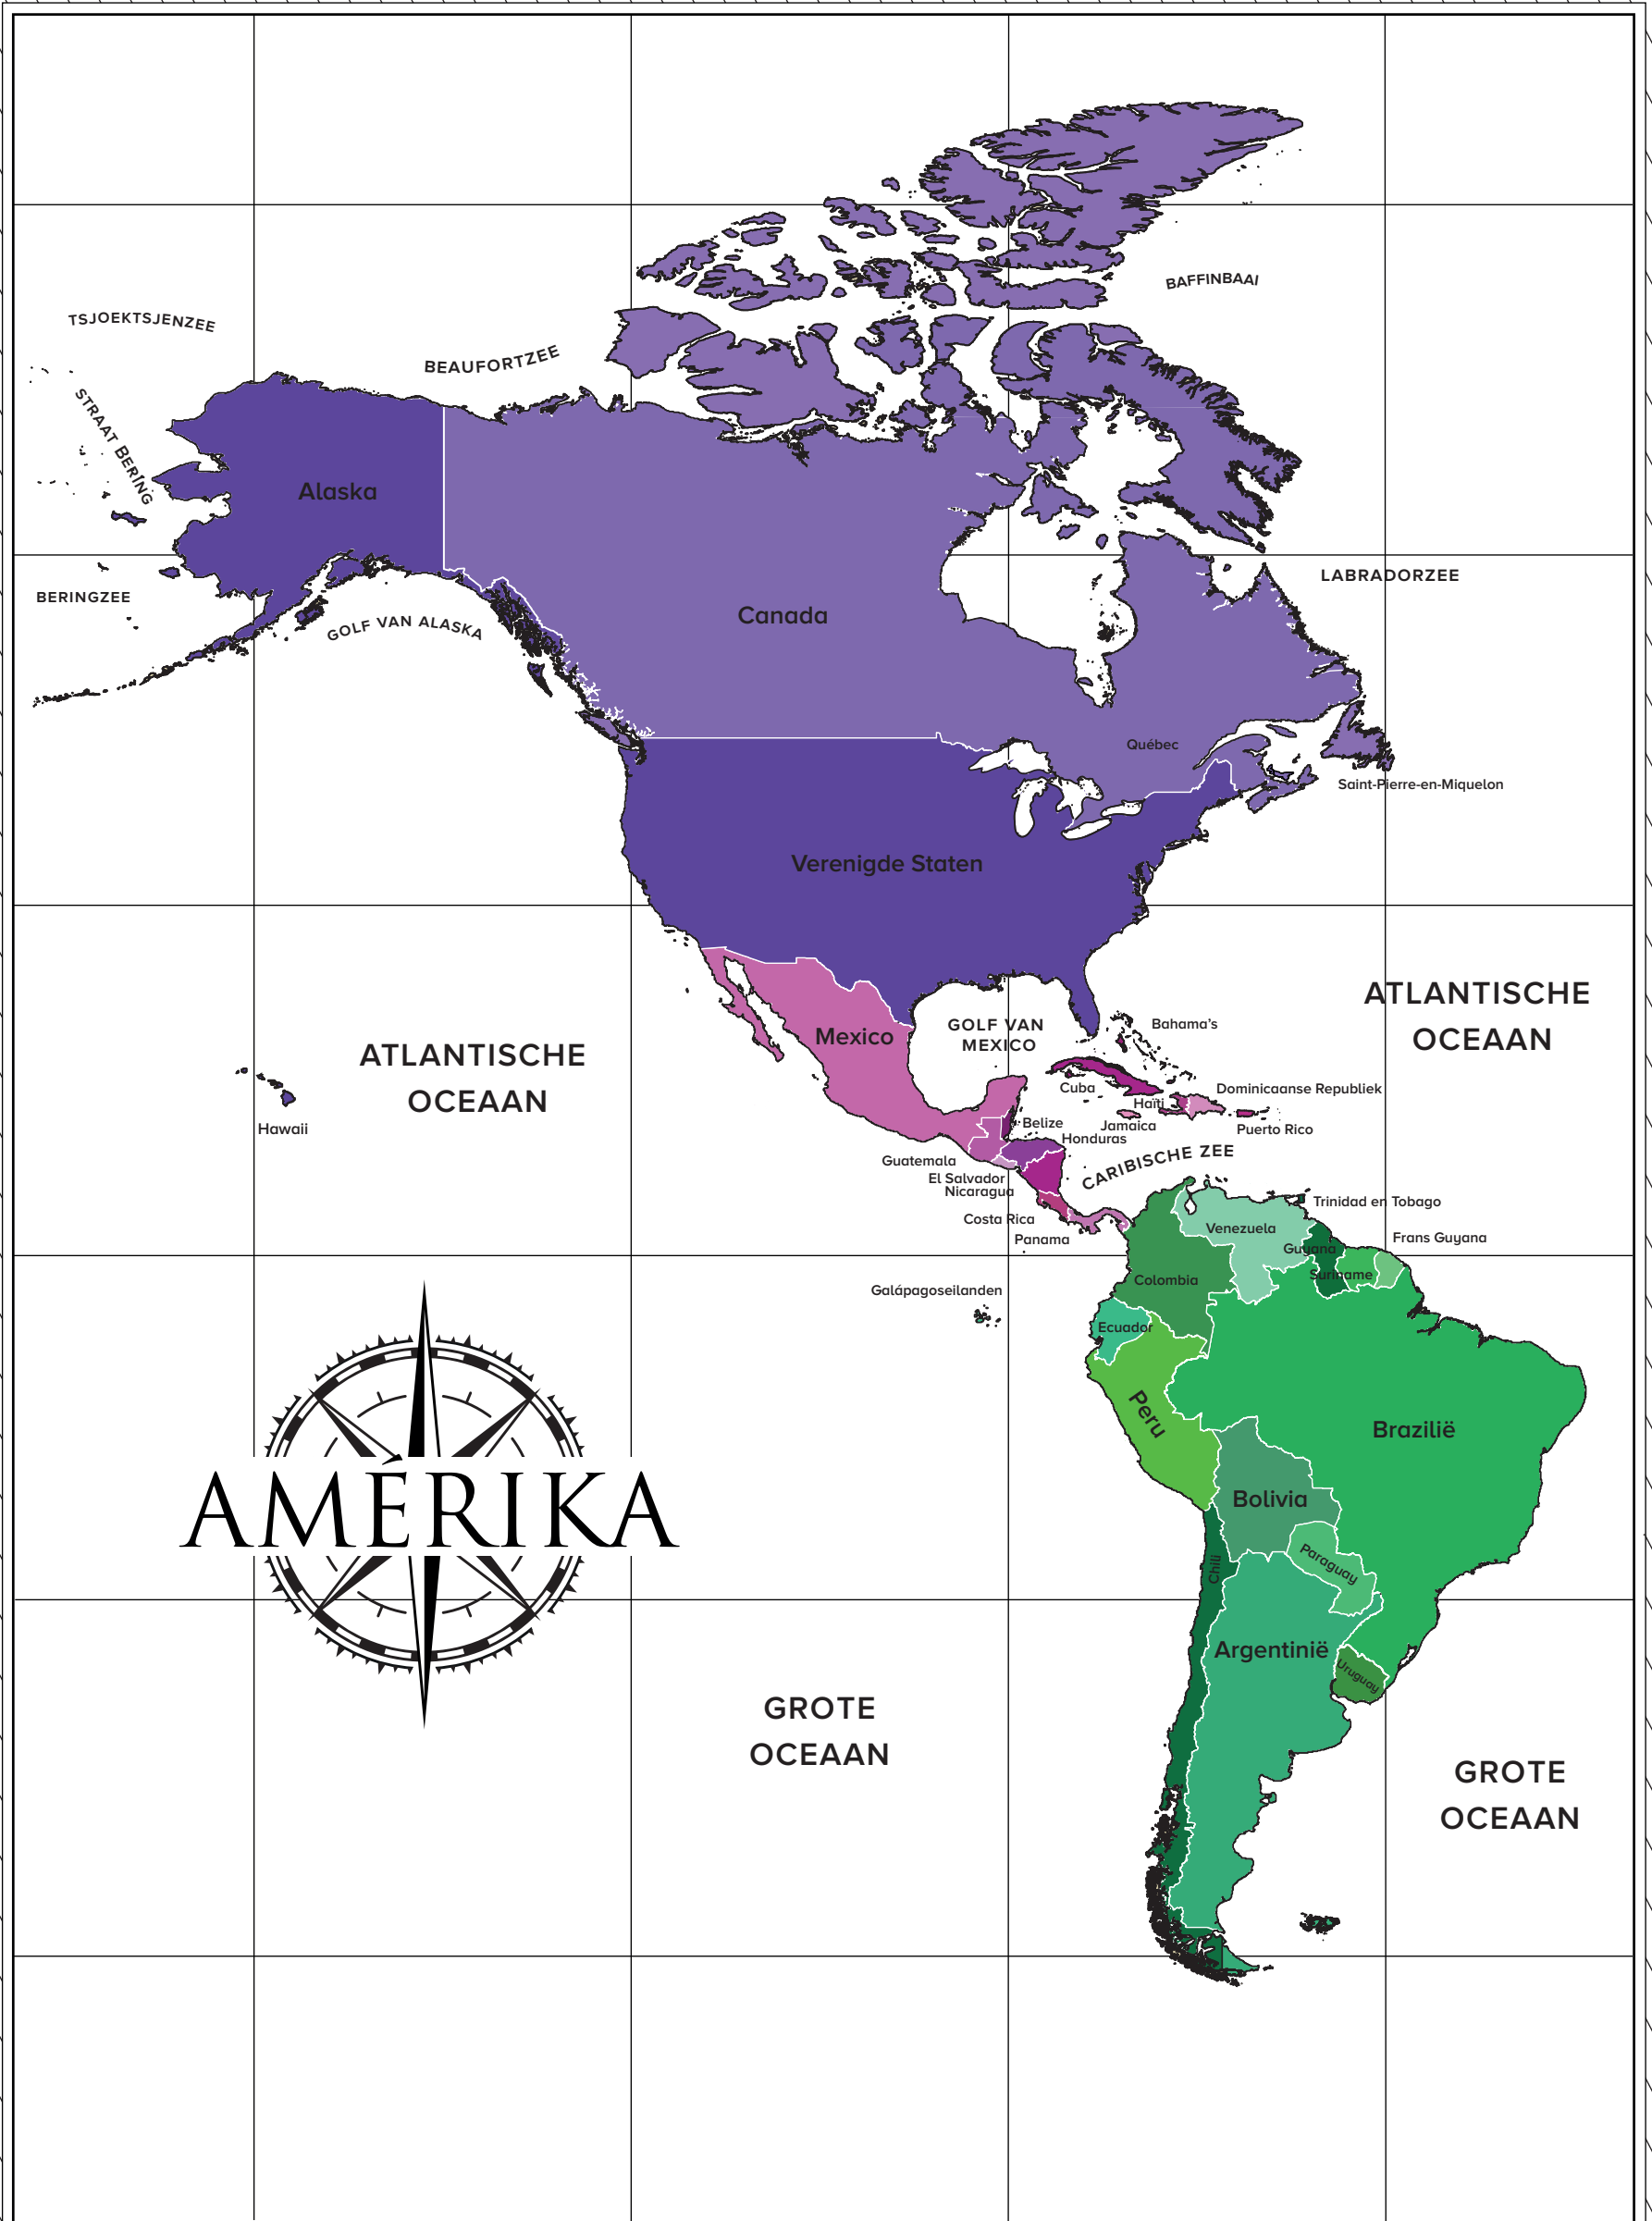 BAFFINBAAI
TSJOEKTSJENZEE
BEAUFORTZEE
STRAAT BERING
Alaska
BERINGZEE
GOLF VAN ALASKA
LABRADORZEE
Canada
Québec
Saint-Pierre-en-Miquelon
Verenigde Staten
ATLANTISCHE
OCEAAN
Mexico
GOLF VAN
MEXICO
Bahama's
ATLANTISCHE
OCEAAN
Hawaii
Cuba
Dominicaanse Republiek
Haïti
Jamaica
Puerto Rico
Belize
Honduras
Guatemala
El Salvador
Nicaragua
CARIBISCHE ZEE
Costa Rica
Panama
Trinidad en Tobago
Venezuela
Frans Guyana
Guyana
Suriname
Colombia
Galápagoseilanden
Ecuador
Peru
Brazilië
Bolivia
AMÉRIKA
Paraguay
Chili
Argentinië
Uruguay
GROTE
OCEAAN
GROTE
OCEAAN